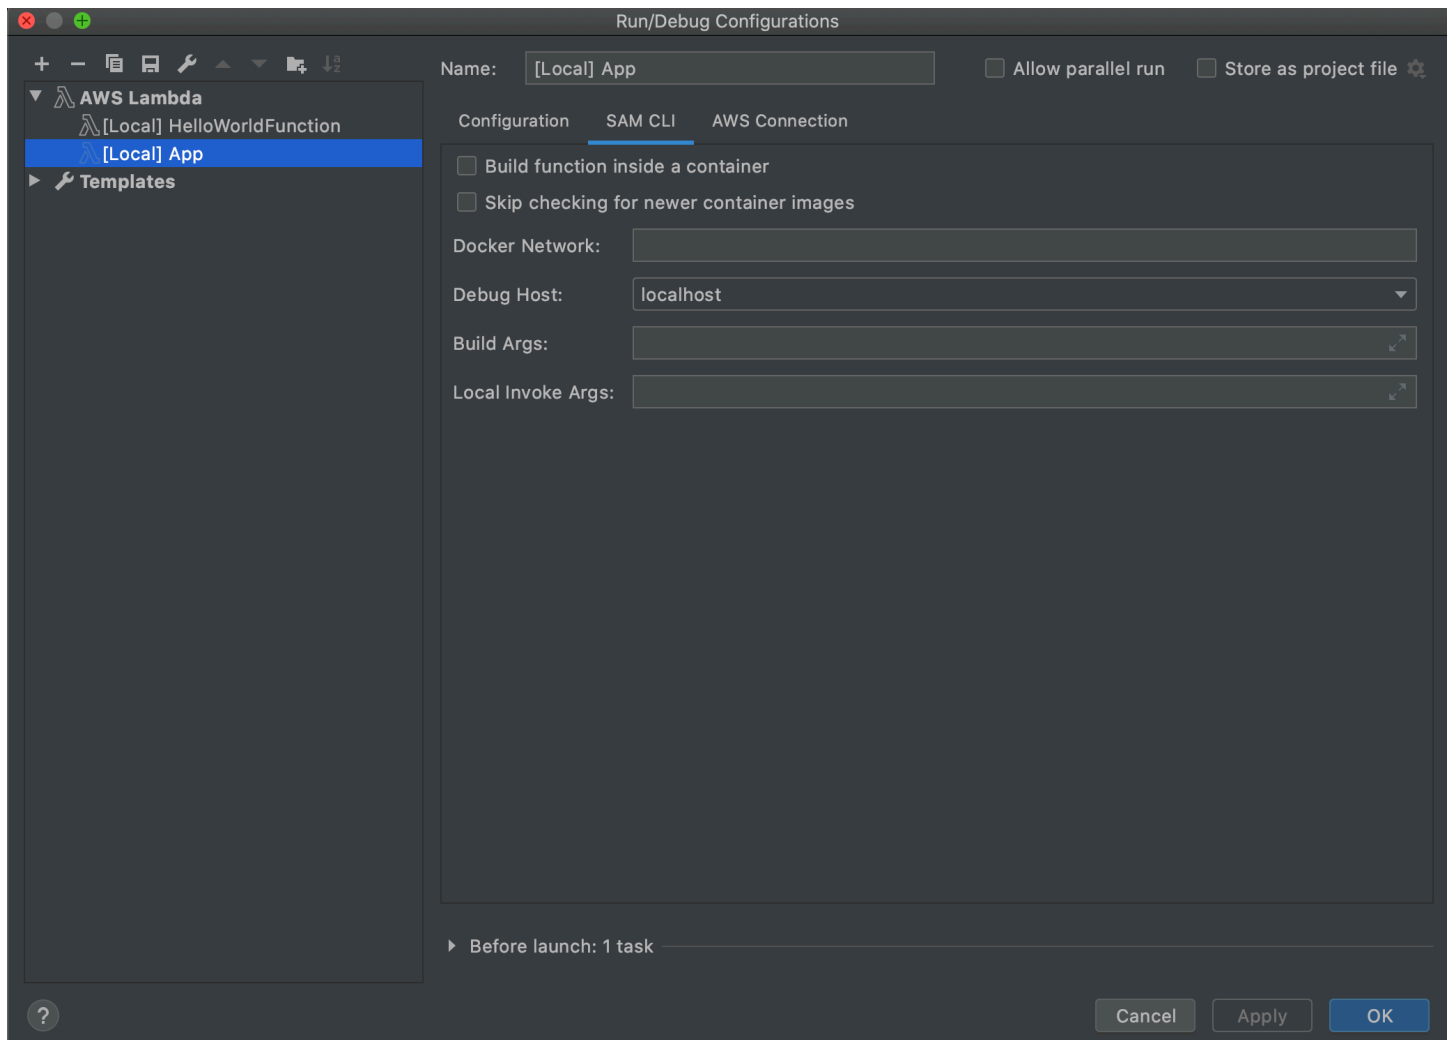 Run/Debug Configurations
Name: [Local] App
Allow parallel run
Store as project file
AWS Lambda
[Local] HelloWorldFunction
[Local] App
Templates
Configuration SAM CLI AWS Connection
Build function inside a container
Skip checking for newer container images
Docker Network:
Debug Host: localhost
Build Args:
Local Invoke Args:
Before launch: 1 task
? Cancel Apply OK